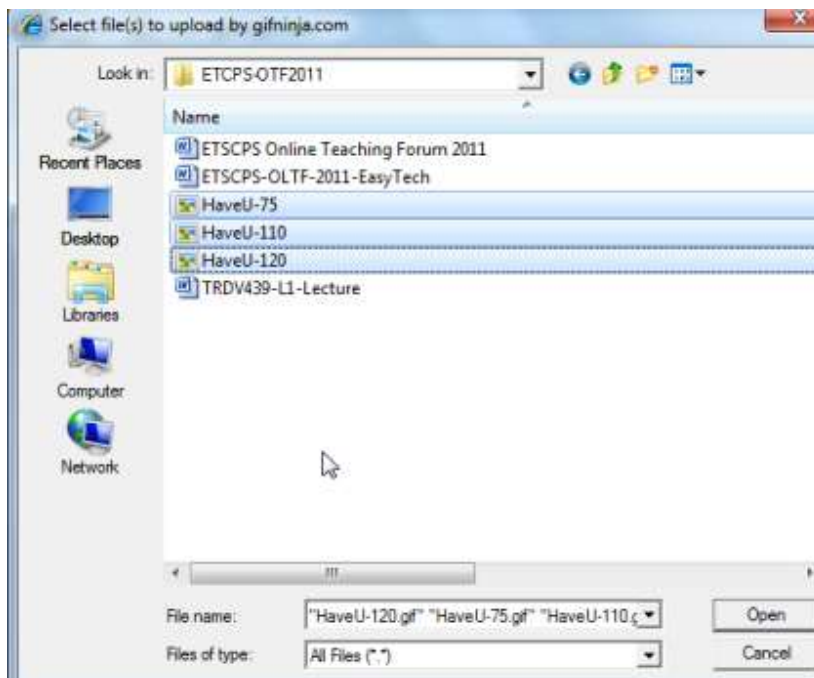 Select file(s) to upload by gifninja.com
Look in: ETCPS-OTF2011
Name
Recent Places
Desktop
Libraries
Computer
Network
ETSCPS Online Teaching Forum 2011
ETSCPS-OLTF-2011-EasyTech
HaveU-75
HaveU-110
HaveU-120
TRDV439-L1-Lecture
File name: "HaveU-120.gif" "HaveU-75.gif" "HaveU-110.g
Open
Files of type: All Files (*.*)
Cancel